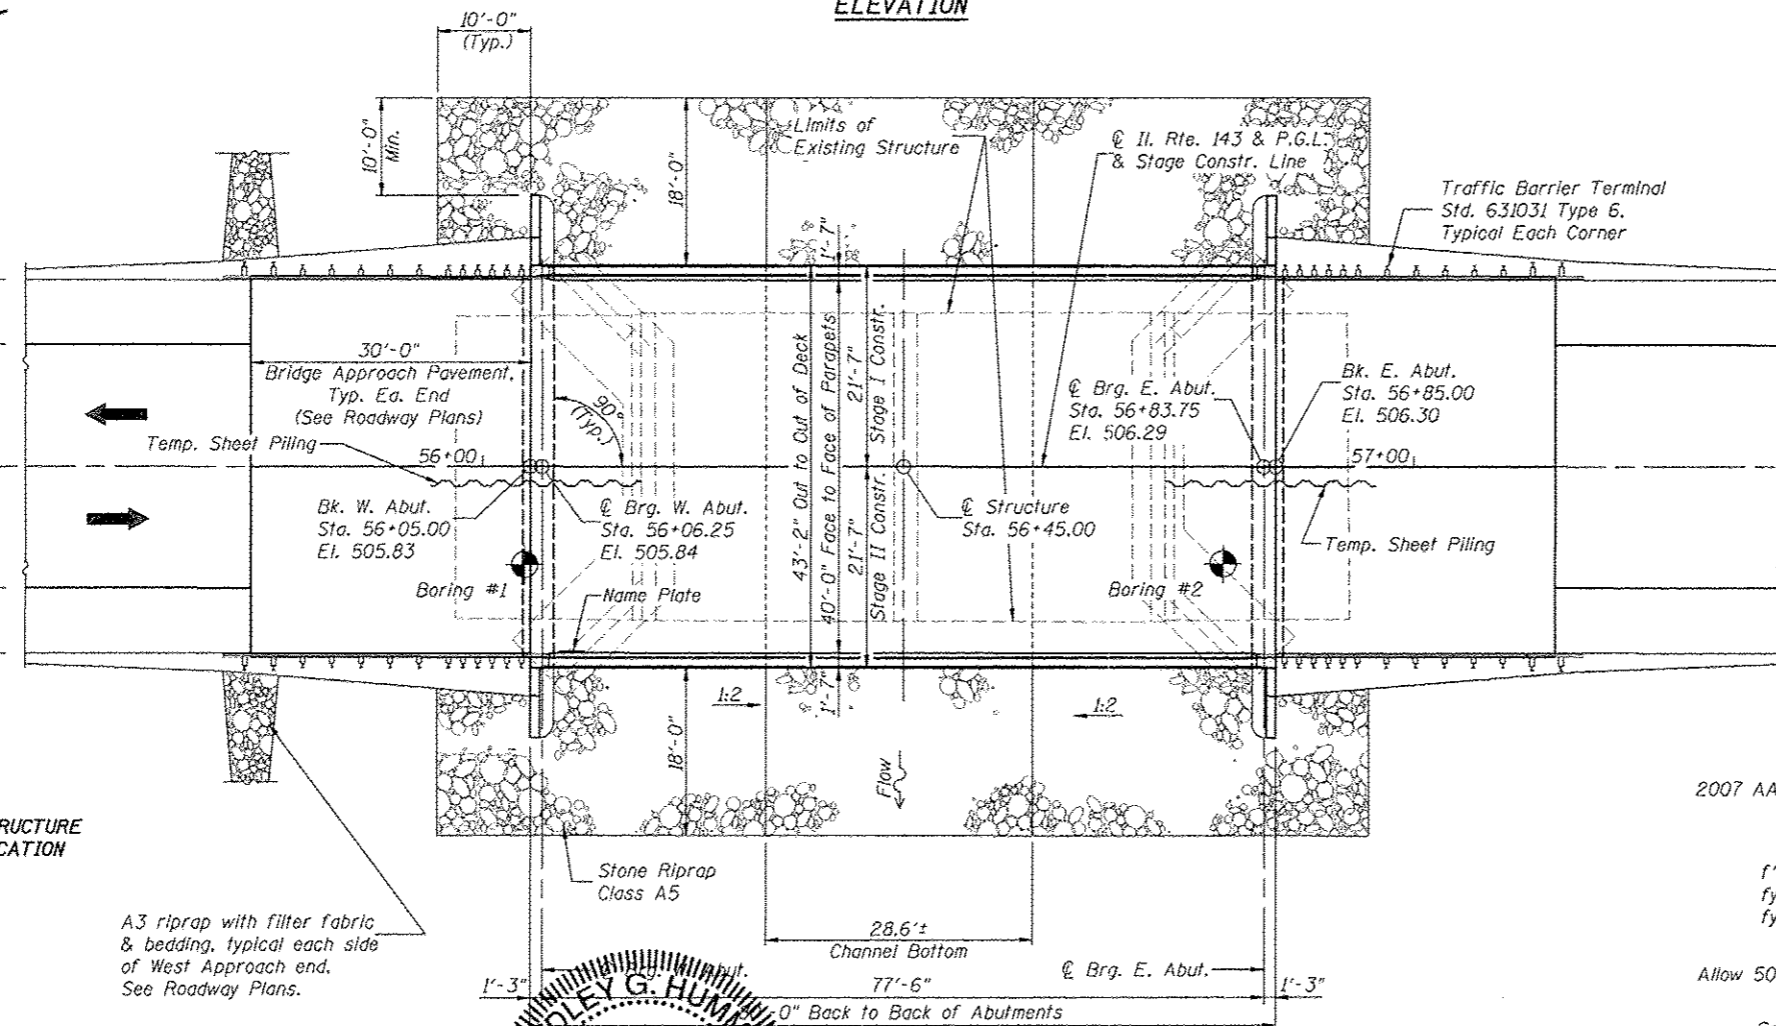 ELEVATION
10'-0"
(Typ.)
10'-0"
Min.
18'-0"
Limits of
Existing Structure
℄ Il. Rte. 143 & P.G.L.
& Stage Constr. Line
Traffic Barrier Terminal
Std. 631031 Type 6.
Typical Each Corner
1'-7"
30'-0"
Bridge Approach Pavement,
Typ. Ea. End
(See Roadway Plans)
Temp. Sheet Piling
56+00
90°
(Typ.)
43'-2" Out to Out of Deck
40'-0" Face to Face of Parapets
21'-7"
Stage I Constr.
21'-7"
Stage II Constr.
℄ Brg. E. Abut.
Sta. 56+83.75
El. 506.29
Bk. E. Abut.
Sta. 56+85.00
El. 506.30
57+00
Bk. W. Abut.
Sta. 56+05.00
El. 505.83
℄ Brg. W. Abut.
Sta. 56+06.25
El. 505.84
℄ Structure
Sta. 56+45.00
Temp. Sheet Piling
Boring #1
Name Plate
Boring #2
1:2
1'-7"
1:2
18'-0"
Flow
2007 AA
RUCTURE
CATION
Stone Riprap
Class A5
f'
fy
fy
A3 riprap with filter fabric
& bedding, typical each side
of West Approach end.
See Roadway Plans.
28.6'±
Channel Bottom
Brg. W. Abut.
℄ Brg. E. Abut.
Allow 50
1'-3"
77'-6"
1'-3"
-0" Back to Back of Abutments
DLEY G. HUMM